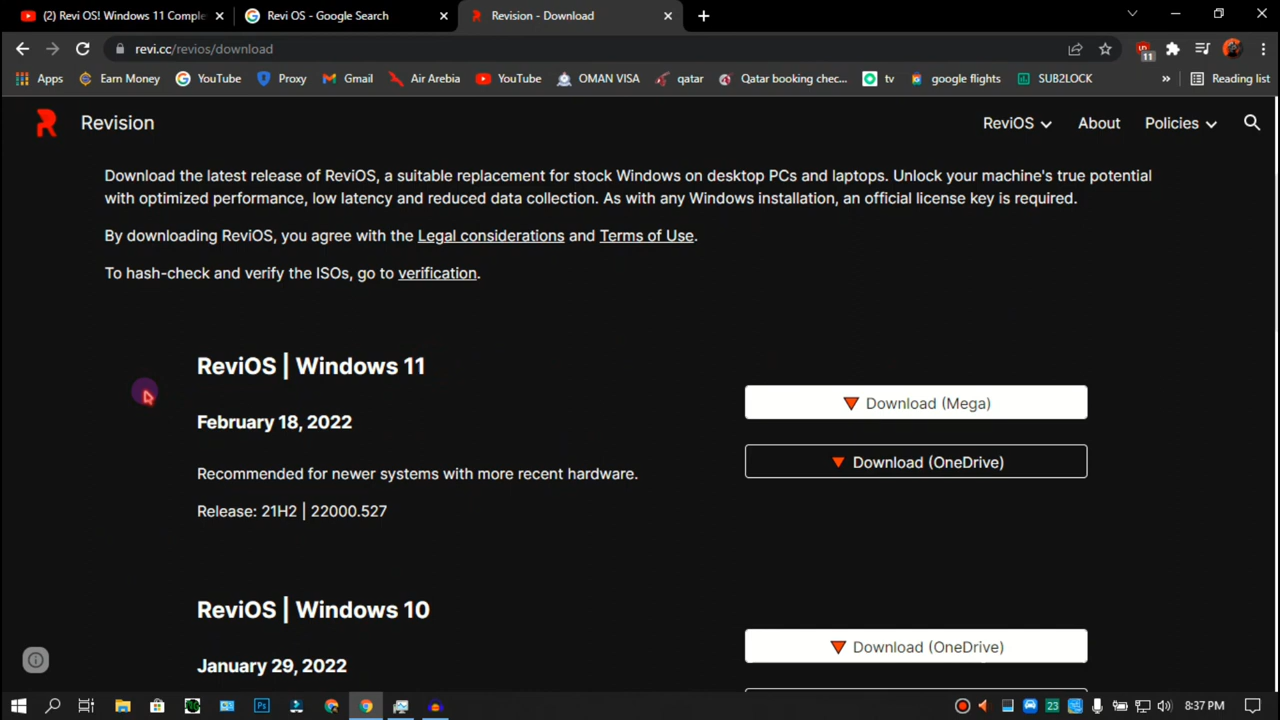 (2) Revi OS! Windows 11 Comple
Revi OS - Google Search
Revision - Download
revi.cc/revios/download
11
Apps
Earn Money
YouTube
Proxy
Gmail
Air Arebia
YouTube
OMAN VISA
qatar
Qatar booking chec...
tv
google flights
SUB2LOCK
»
Reading list
Revision
ReviOS
About
Policies
Download the latest release of ReviOS, a suitable replacement for stock Windows on desktop PCs and laptops. Unlock your machine's true potential
with optimized performance, low latency and reduced data collection. As with any Windows installation, an official license key is required.
By downloading ReviOS, you agree with the Legal considerations and Terms of Use.
To hash-check and verify the ISOs, go to verification.
ReviOS | Windows 11
Download (Mega)
February 18, 2022
Download (OneDrive)
Recommended for newer systems with more recent hardware.
Release: 21H2 | 22000.527
ReviOS | Windows 10
Download (OneDrive)
January 29, 2022
Ps
23
8:37 PM